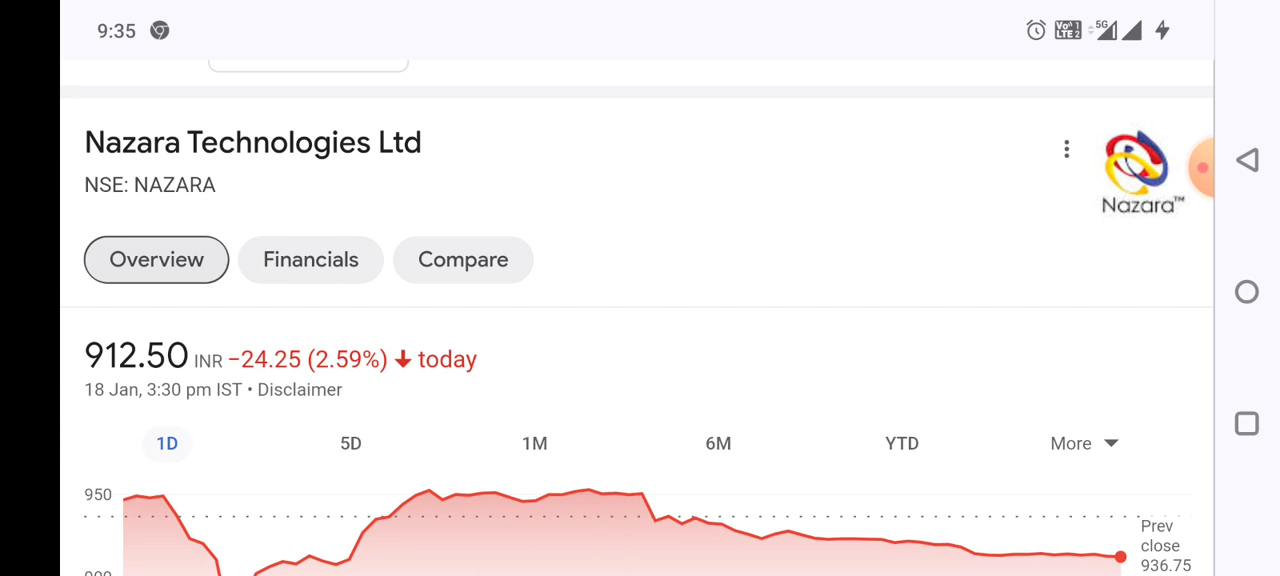 9:35
5G
Nazara Technologies Ltd
NSE: NAZARA
Nazara™
Overview Financials Compare
912.50 INR −24.25 (2.59%) ↓ today
18 Jan, 3:30 pm IST • Disclaimer
1D 5D 1M 6M YTD More
950
Prev
close
936.75